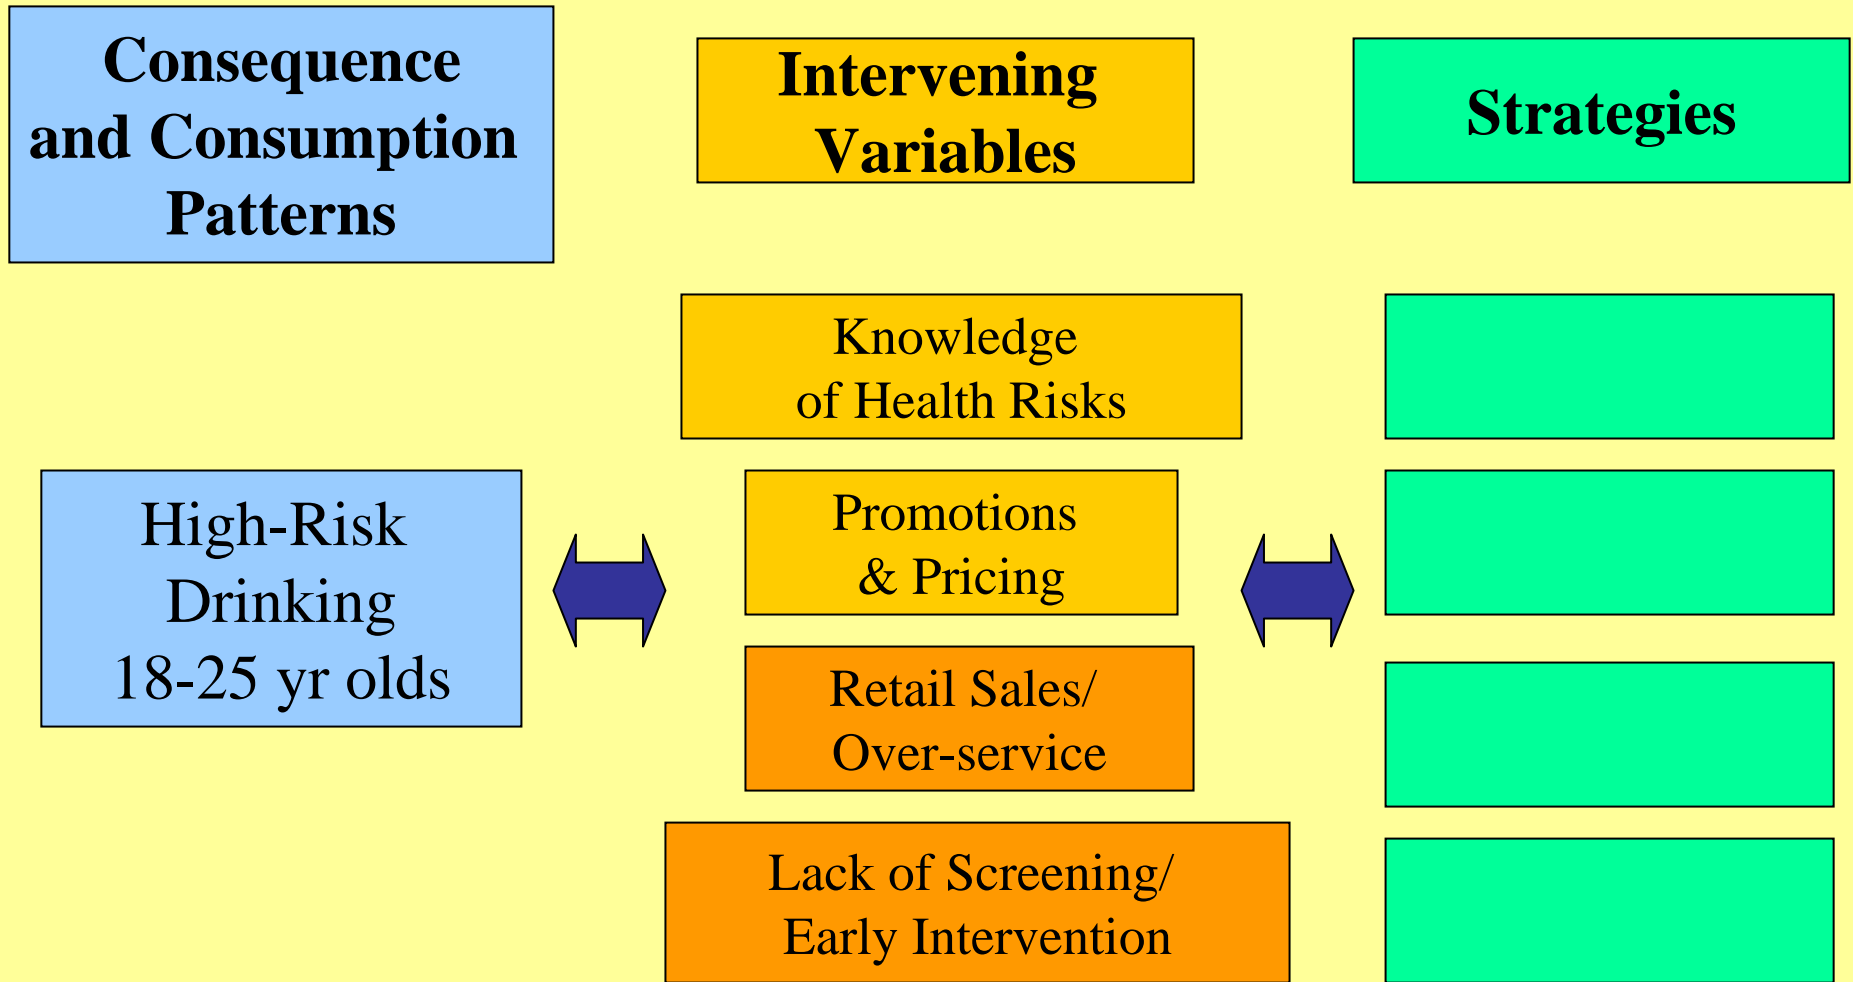 Consequence
and Consumption
Patterns
Intervening
Variables
Strategies
Knowledge
of Health Risks
High-Risk
Drinking
18-25 yr olds
Promotions
& Pricing
Retail Sales/
Over-service
Lack of Screening/
Early Intervention